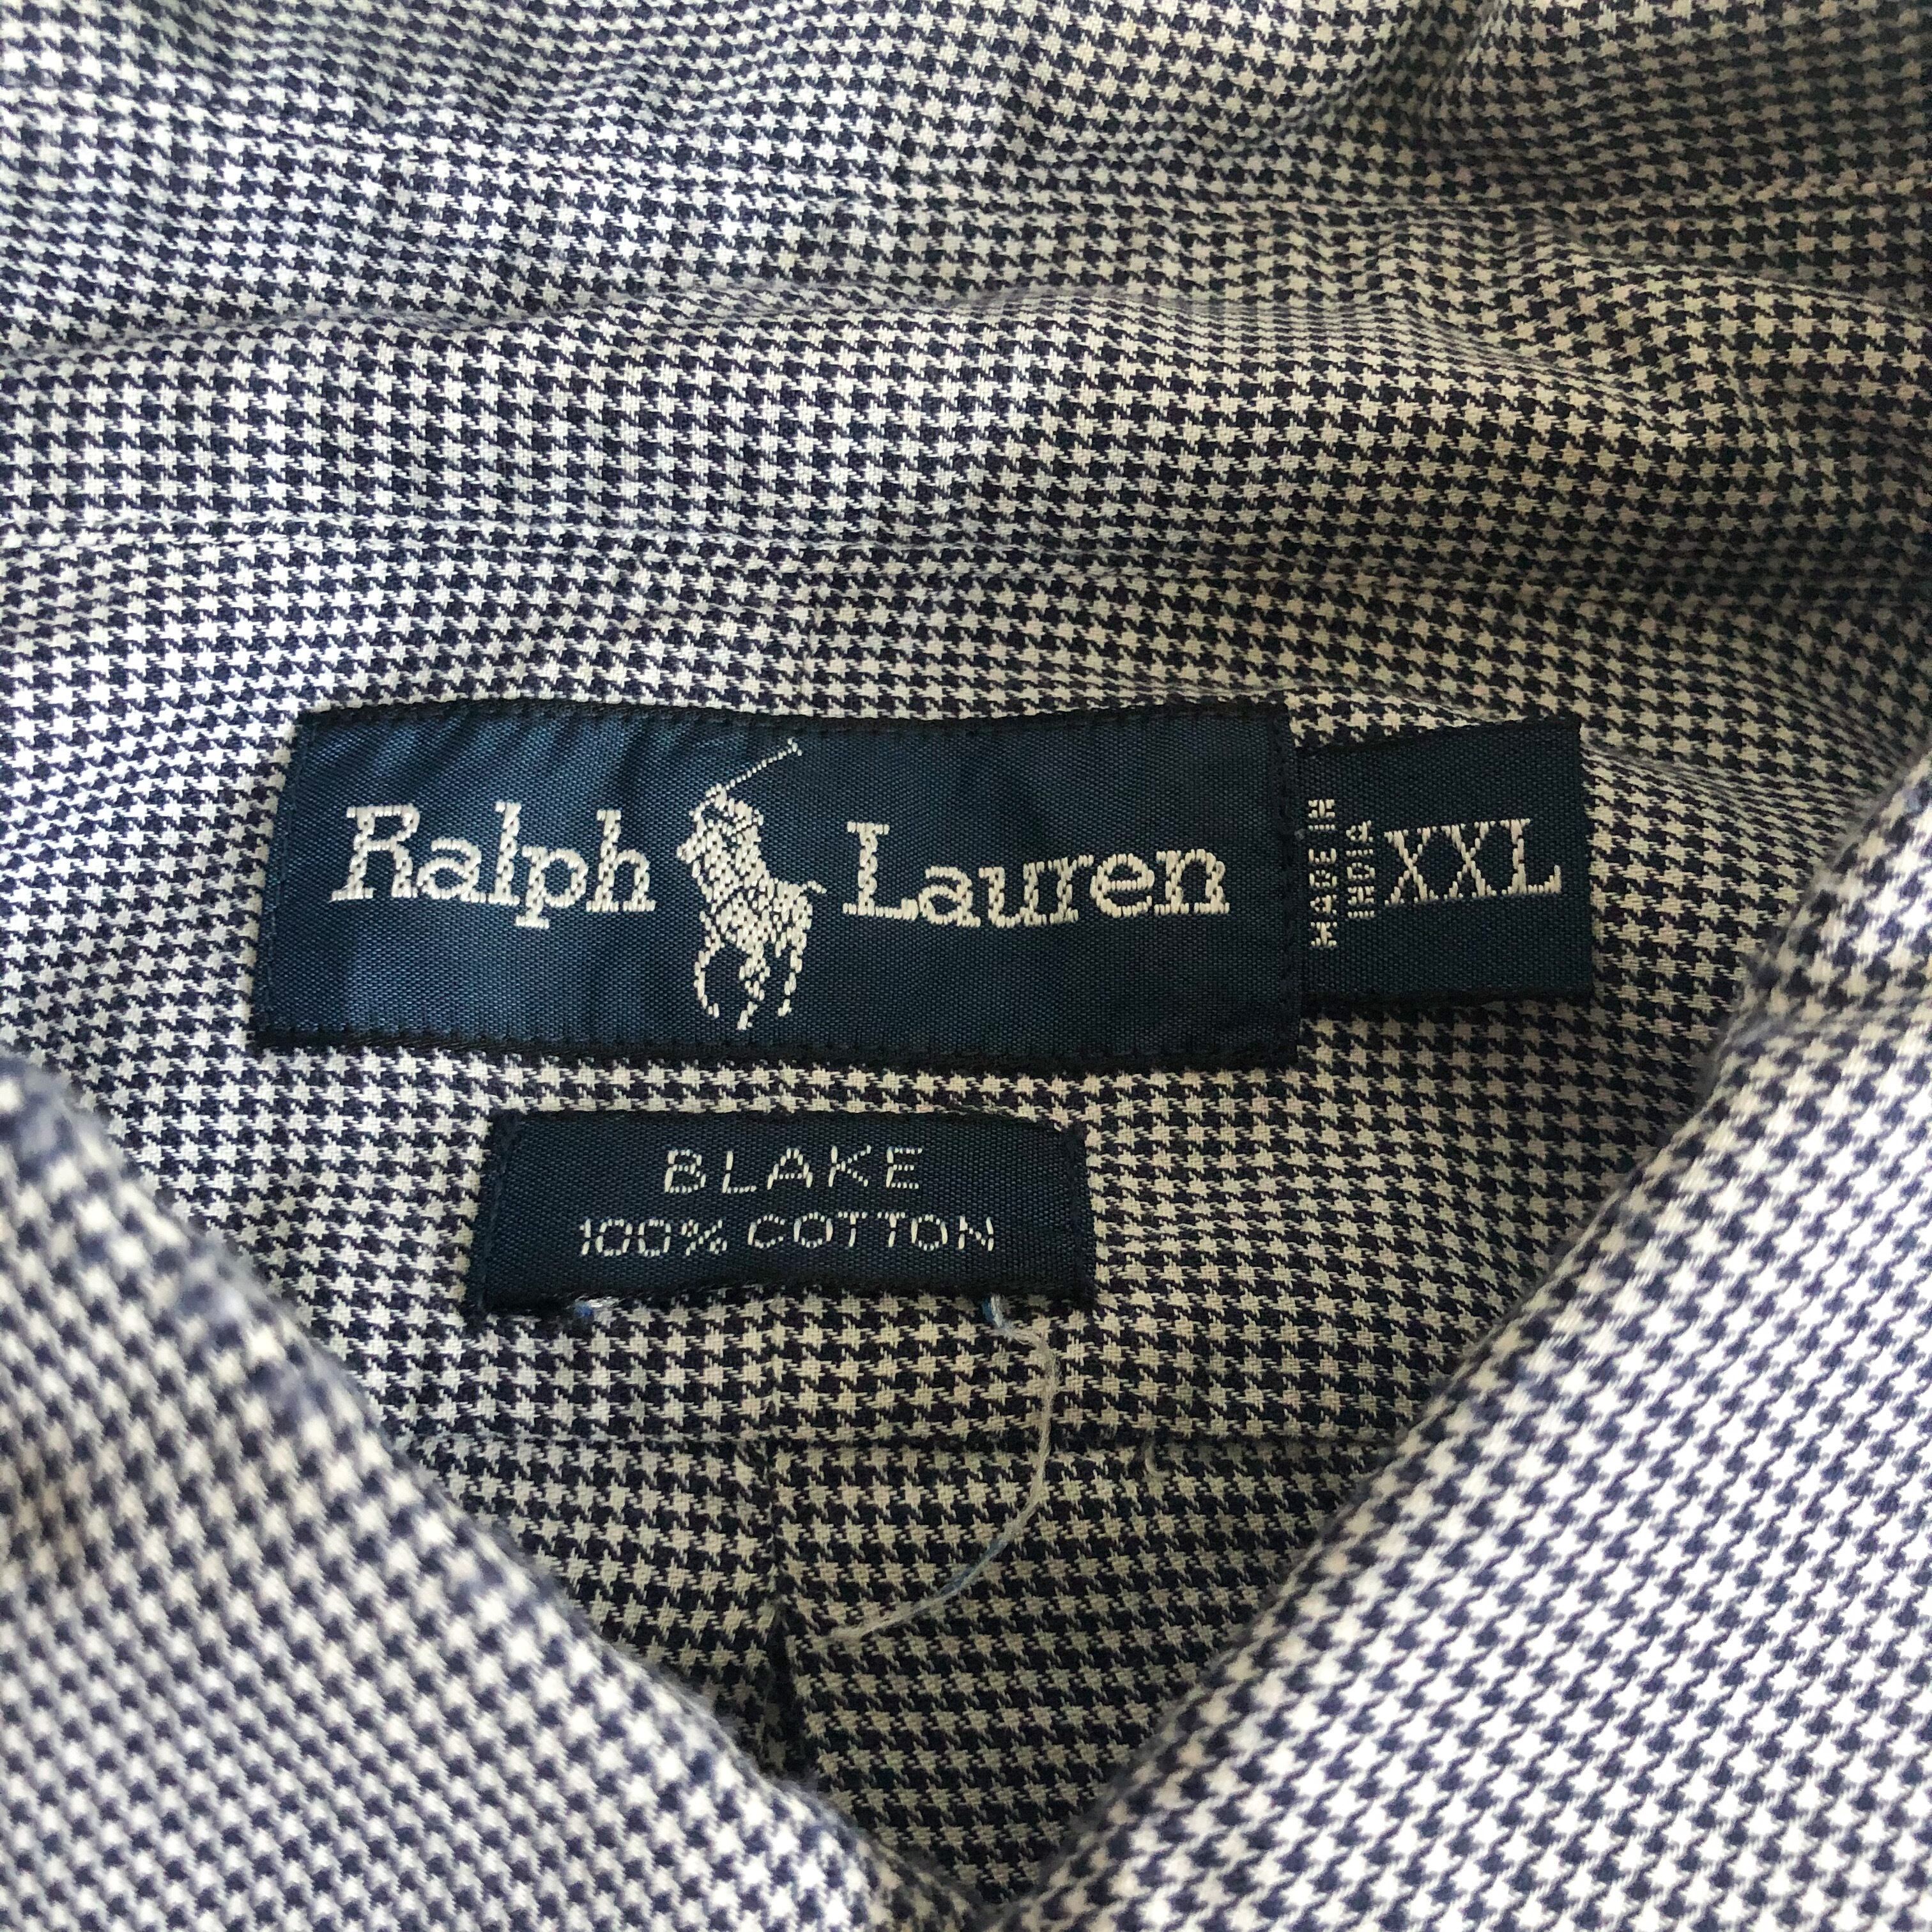 Ralph Lauren
MADE IN
INDIA
XXL
BLAKE
100% COTTON